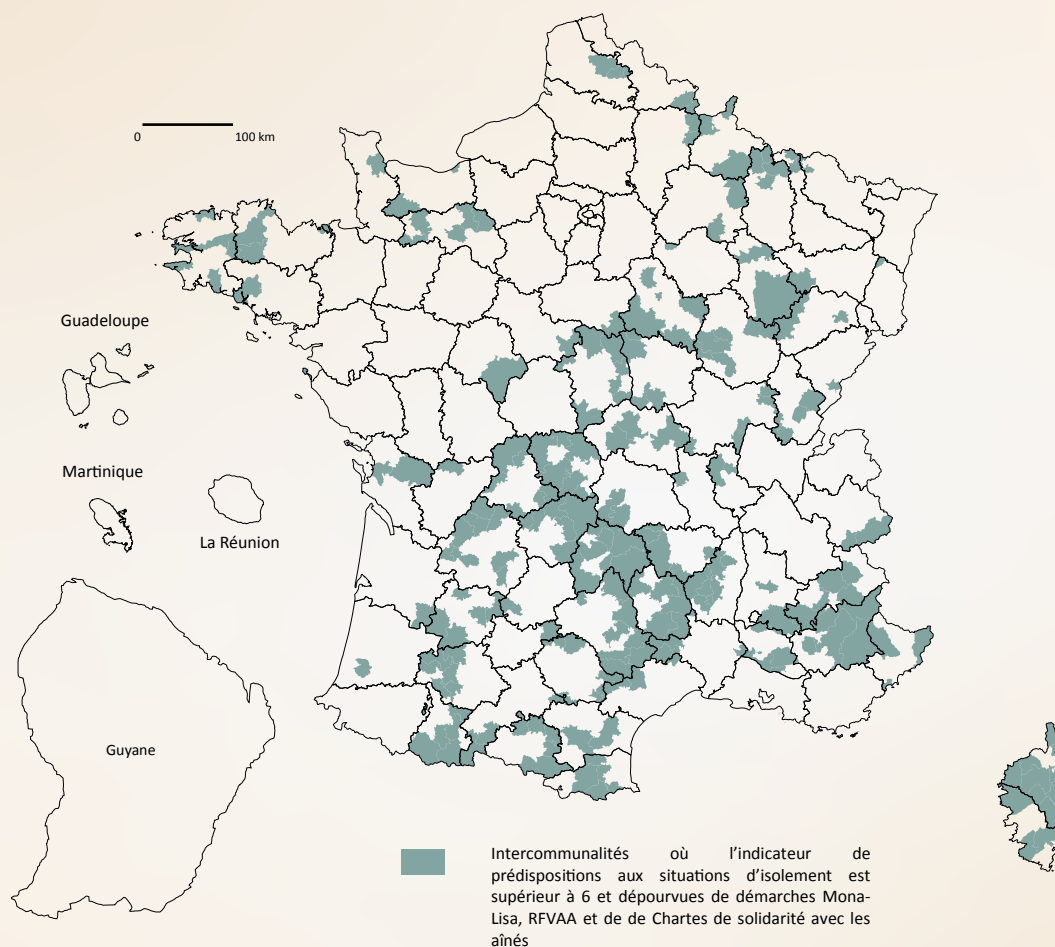 0
100 km
Guadeloupe
Martinique
La Réunion
Guyane
Intercommunalités où l'indicateur de
prédispositions aux situations d'isolement est
supérieur à 6 et dépourvues de démarches Mona-
Lisa, RFVAA et de de Chartes de solidarité avec les
aînés